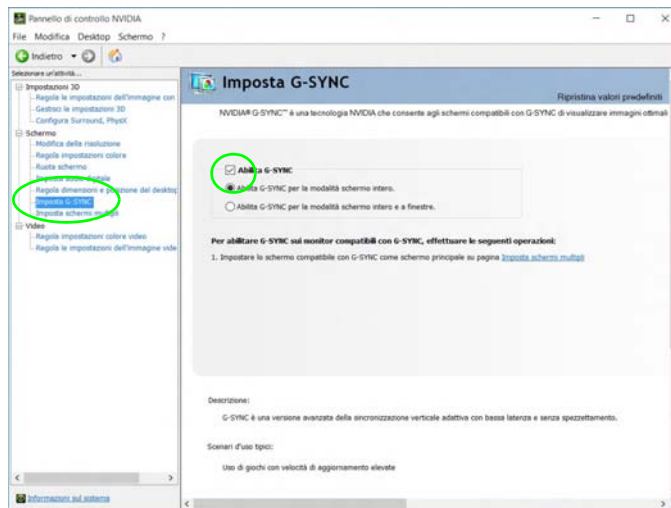 Pannello di controllo NVIDIA
File Modifica Desktop Schermo ?
Indietro
Selezionare un'attività...
Impostazioni 3D
Regola le impostazioni dell'immagine con
Gestisci le impostazioni 3D
Configura Surround, PhysX
Schermo
Modifica della risoluzione
Regola impostazioni colore
Ruota schermo
Imposta audio digitale
Regola dimensioni e posizione del desktop
Imposta G-SYNC
Imposta schermi multipli
Video
Regola impostazioni colore video
Regola le impostazioni dell'immagine vide
Informazioni sul sistema
Imposta G-SYNC
Ripristina valori predefiniti
NVIDIA® G-SYNC™ è una tecnologia NVIDIA che consente agli schermi compatibili con G-SYNC di visualizzare immagini ottimali
Abilita G-SYNC
Abilita G-SYNC per la modalità schermo intero.
Abilita G-SYNC per la modalità schermo intero e a finestre.
Per abilitare G-SYNC sui monitor compatibili con G-SYNC, effettuare le seguenti operazioni:
1. Impostare lo schermo compatibile con G-SYNC come schermo principale su pagina Imposta schermi multipli
Descrizione:
G-SYNC è una versione avanzata della sincronizzazione verticale adattiva con bassa latenza e senza spezzettamento.
Scenari d'uso tipici:
Uso di giochi con velocità di aggiornamento elevate